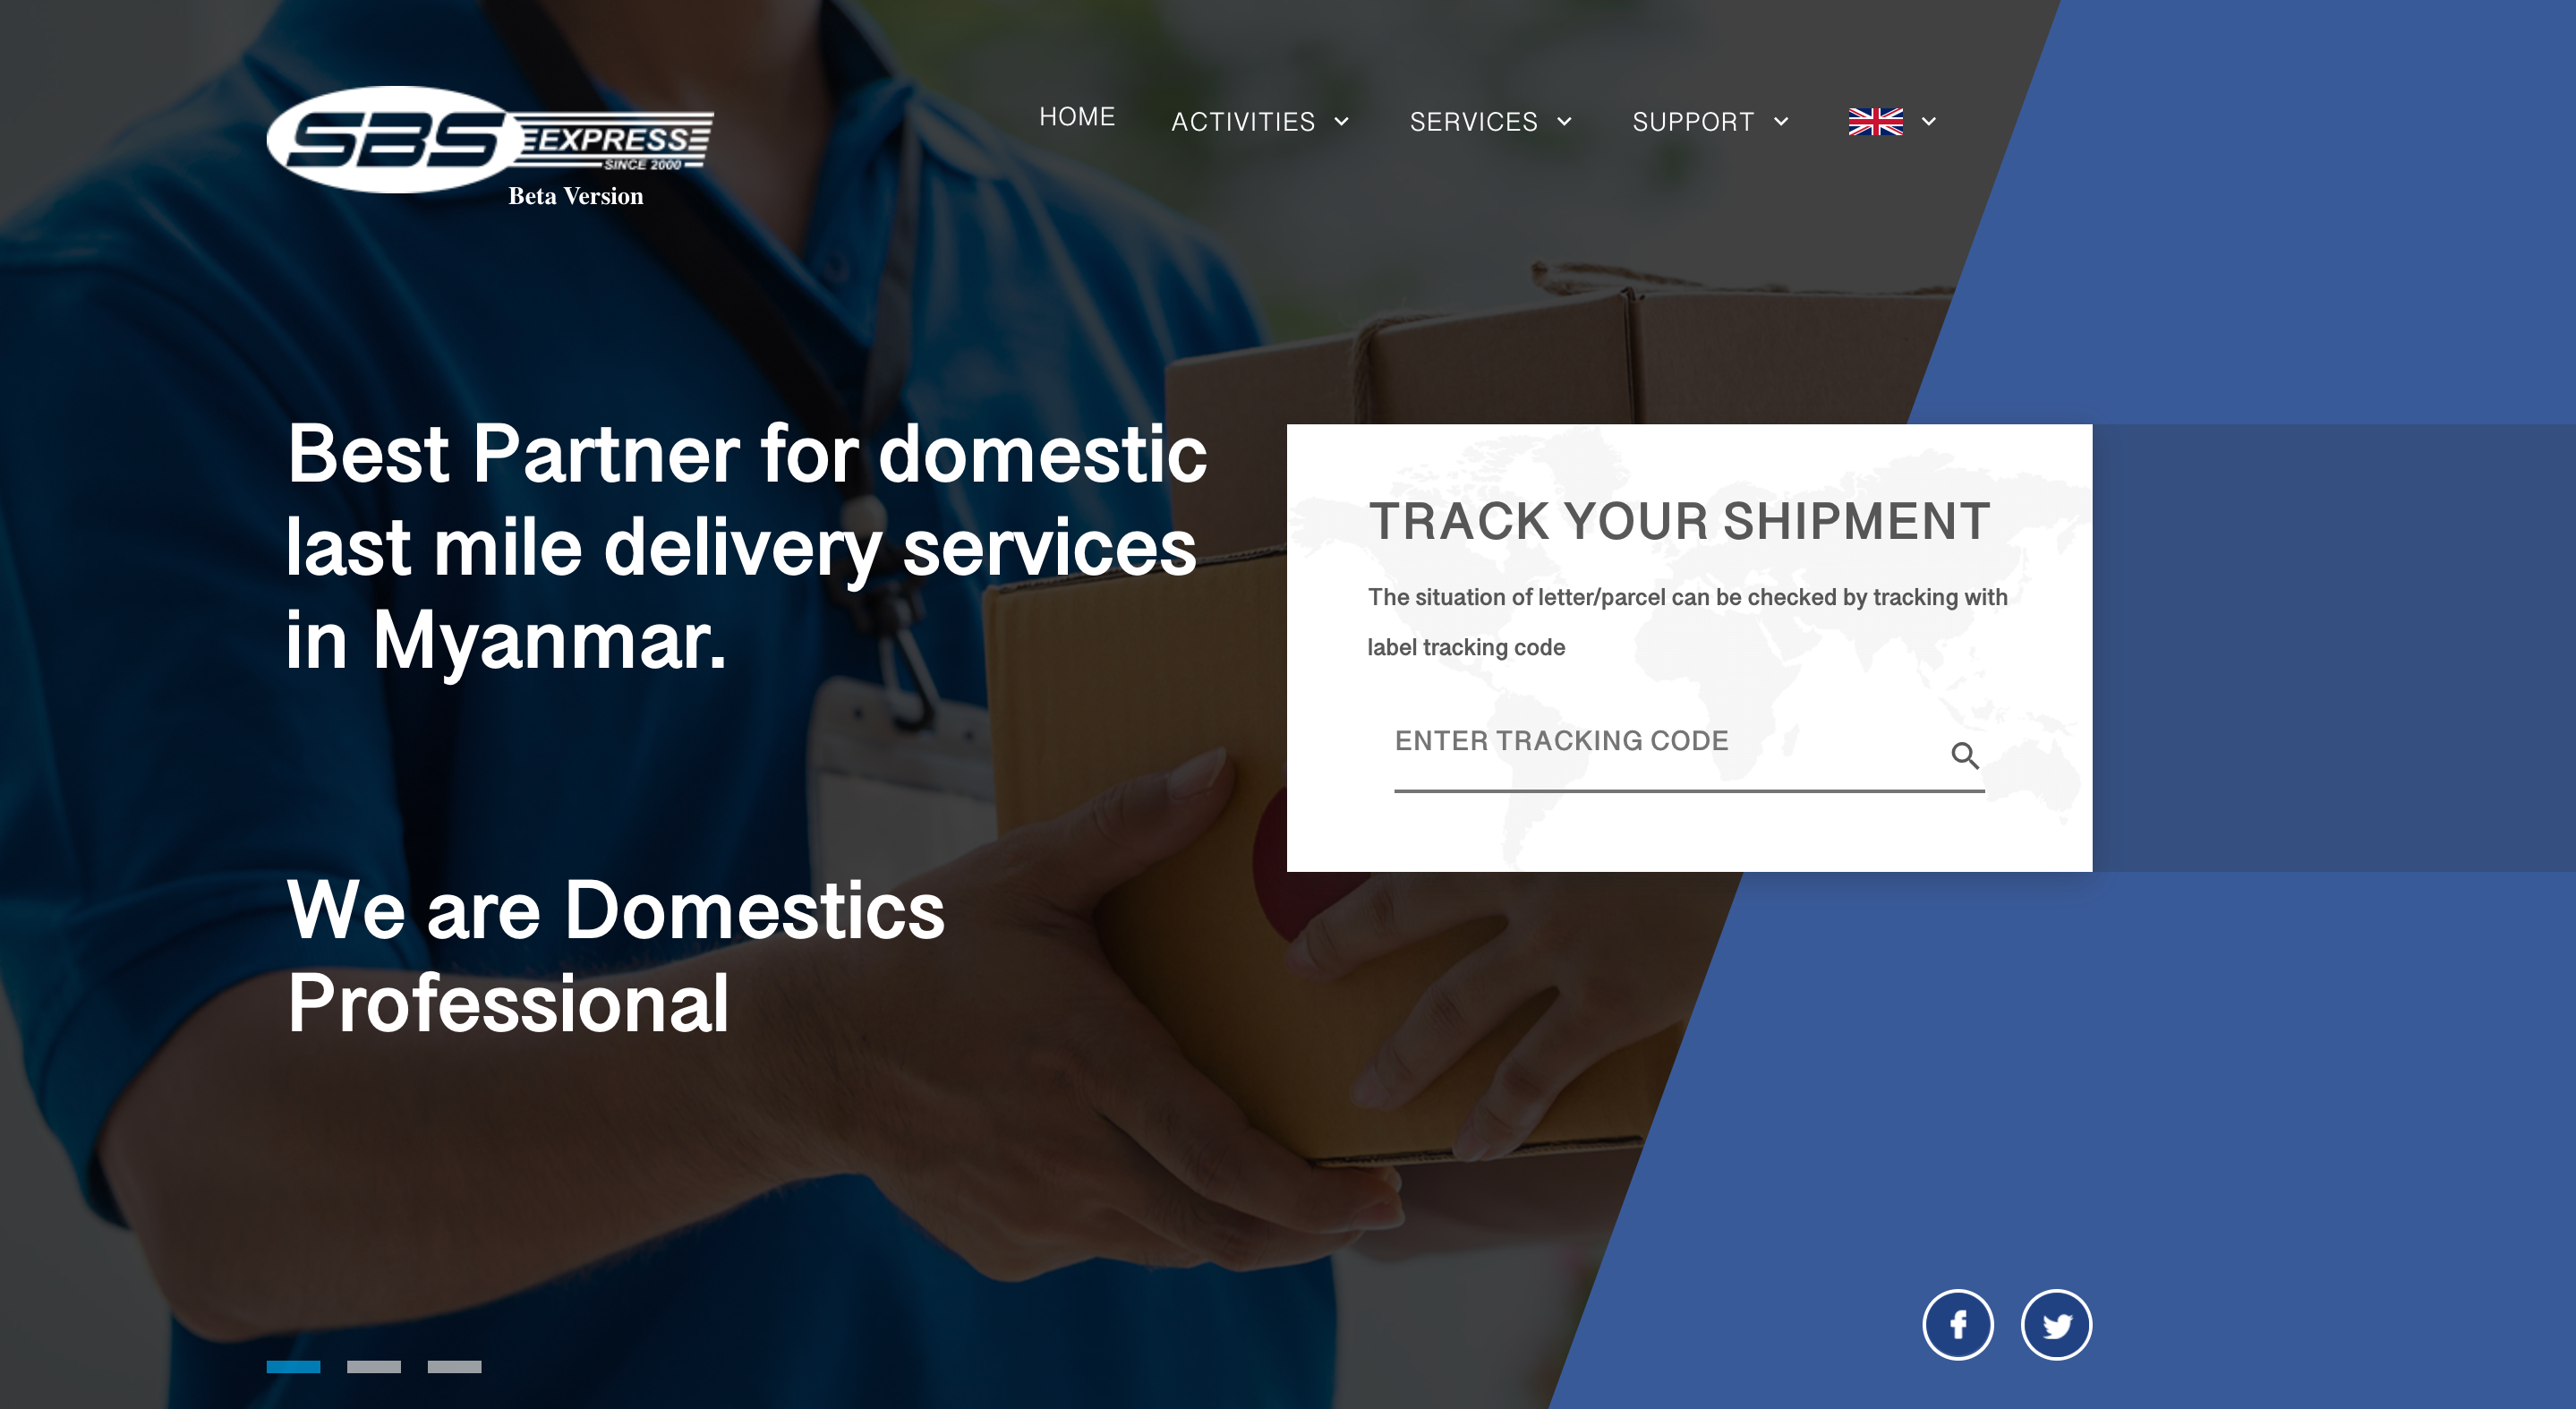 SBS EXPRESS
SINCE 2000
Beta Version
HOME
ACTIVITIES
SERVICES
SUPPORT
Best Partner for domestic
last mile delivery services
in Myanmar.
We are Domestics
Professional
TRACK YOUR SHIPMENT
The situation of letter/parcel can be checked by tracking with
label tracking code
ENTER TRACKING CODE